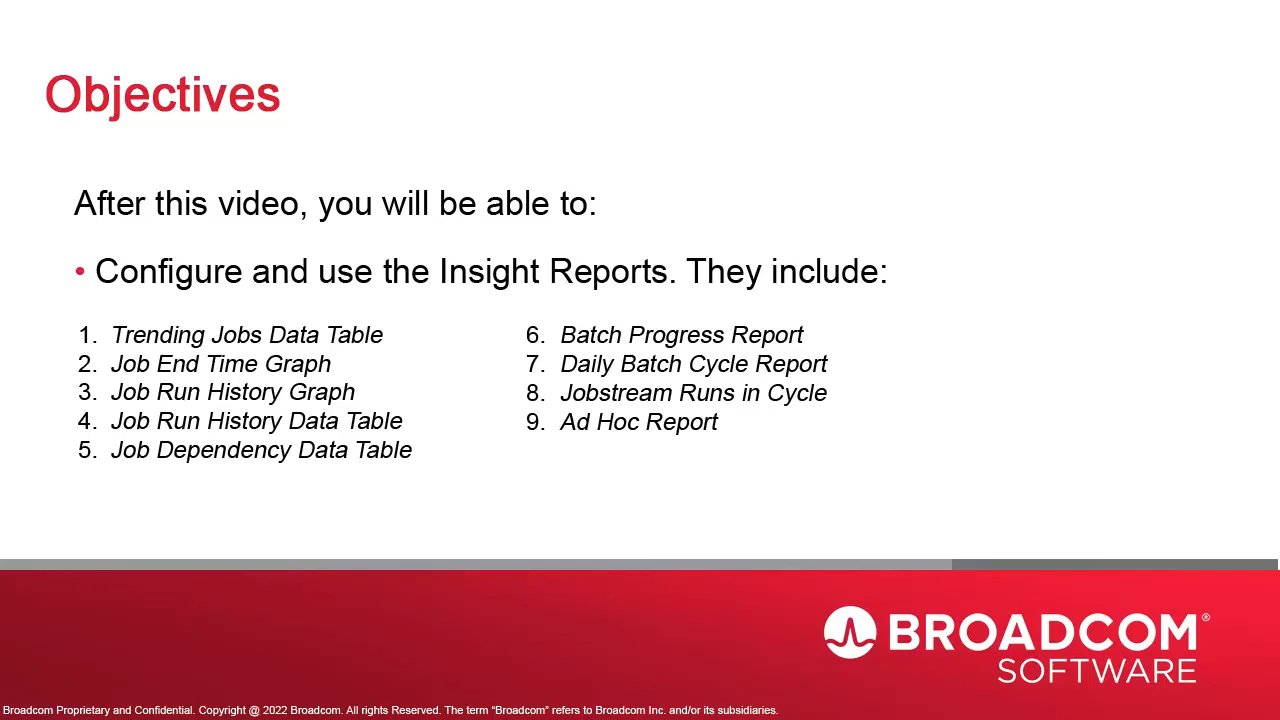 Objectives
After this video, you will be able to:
• Configure and use the Insight Reports. They include:
1. Trending Jobs Data Table
2. Job End Time Graph
3. Job Run History Graph
4. Job Run History Data Table
5. Job Dependency Data Table
6. Batch Progress Report
7. Daily Batch Cycle Report
8. Jobstream Runs in Cycle
9. Ad Hoc Report
BROADCOM®
SOFTWARE
Broadcom Proprietary and Confidential. Copyright @ 2022 Broadcom. All rights Reserved. The term “Broadcom” refers to Broadcom Inc. and/or its subsidiaries.